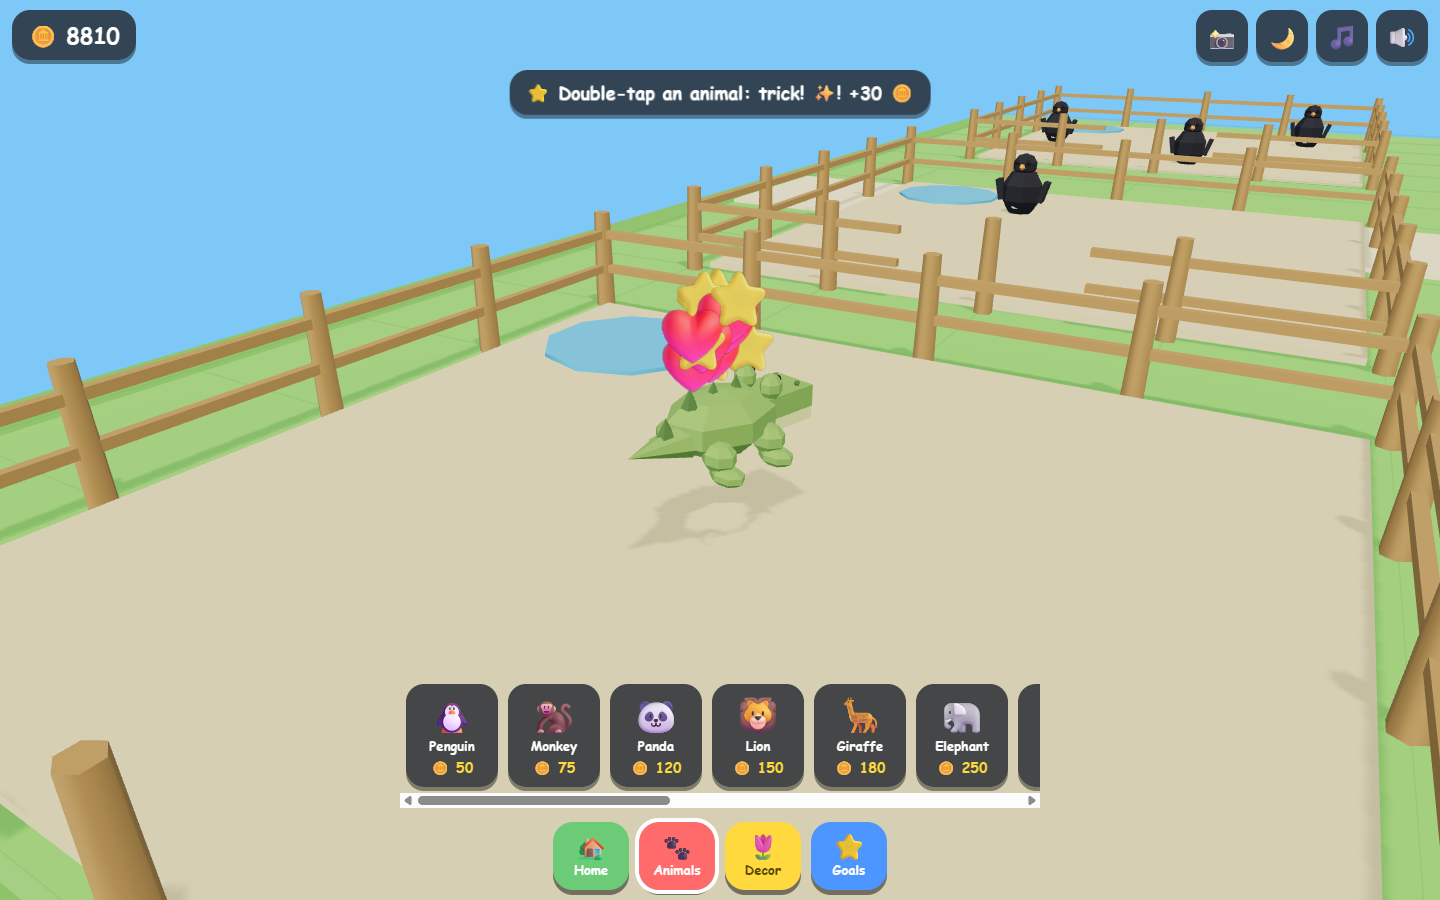 8810
Double-tap an animal: trick! ✨! +30
Penguin
50
Monkey
75
Panda
120
Lion
150
Giraffe
180
Elephant
250
Home
Animals
Decor
Goals